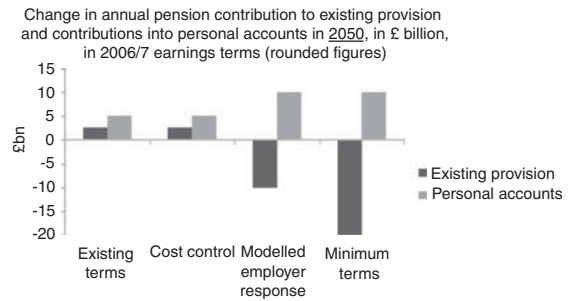 Change in annual pension contribution to existing provision
and contributions into personal accounts in 2050, in £ billion,
in 2006/7 earnings terms (rounded figures)
15
10
5
0
-5
-10
-15
-20
£bn
Existing provision
Personal accounts
Existing terms
Cost control
Modelled employer response
Minimum terms